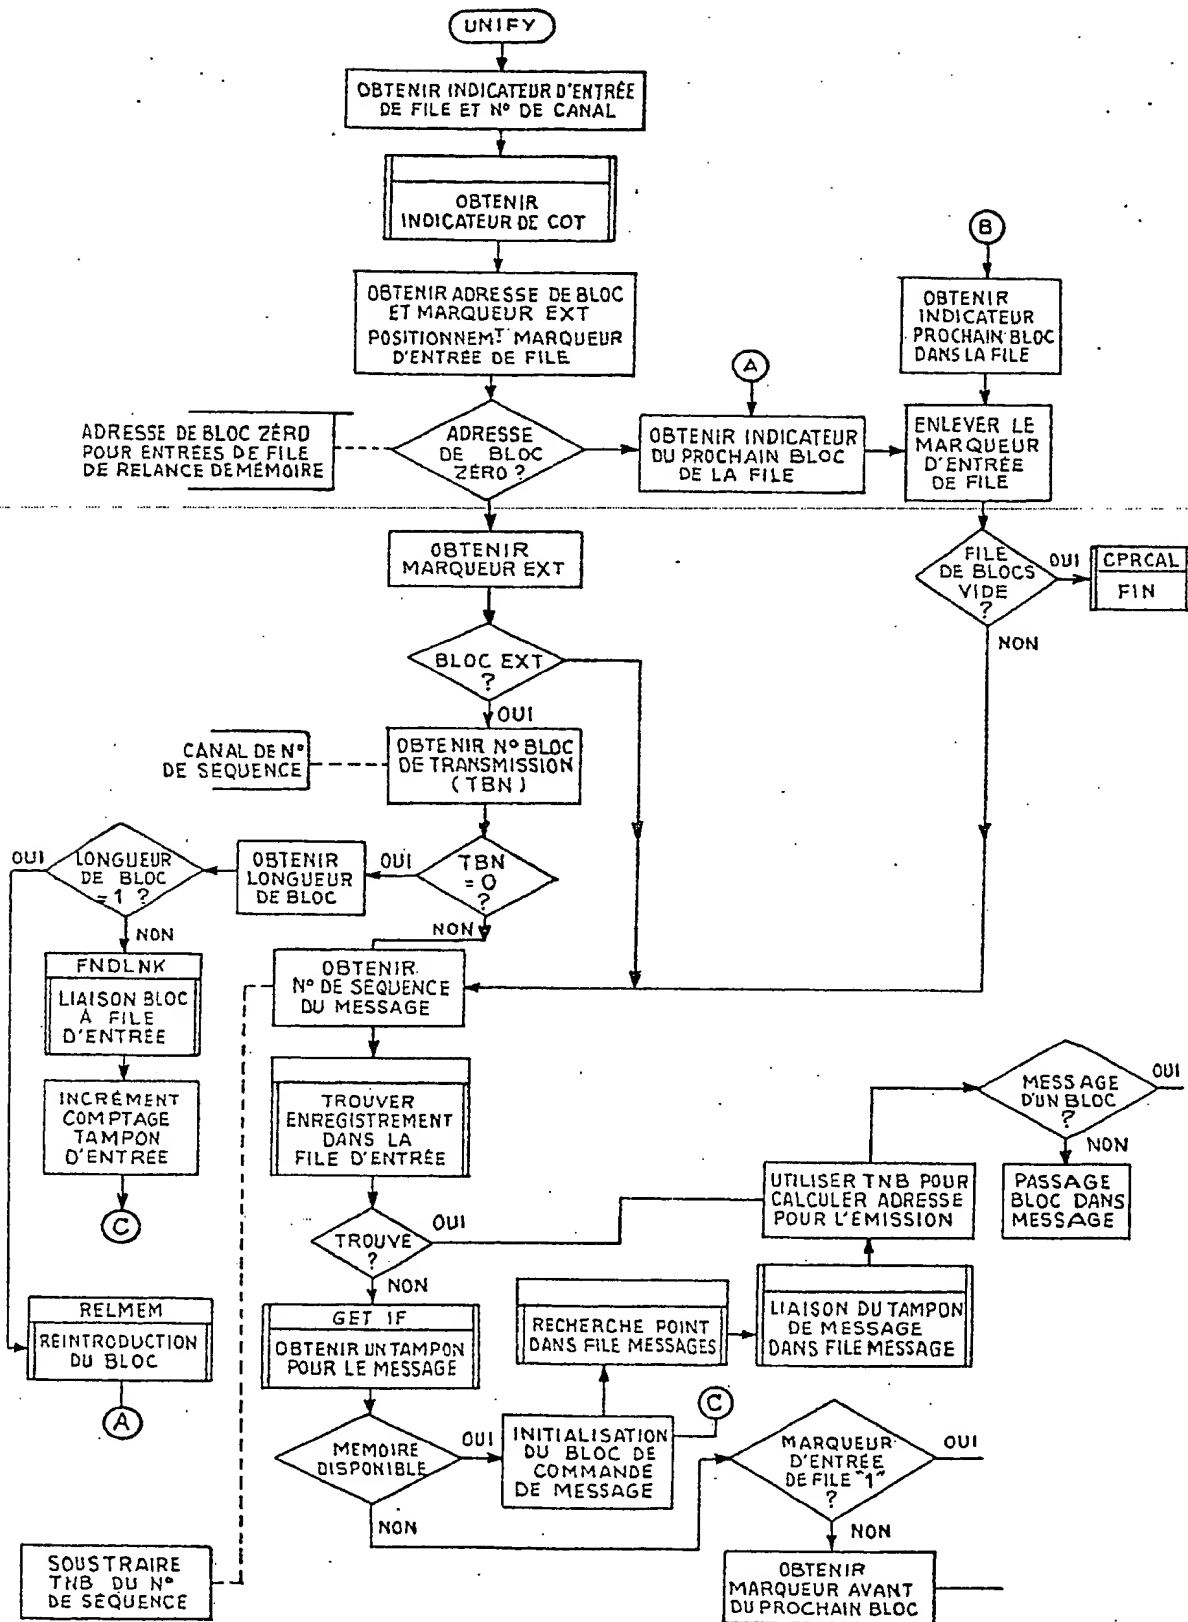 UNIFY
OBTENIR INDICATEUR D'ENTRÉE
DE FILE ET N° DE CANAL
OBTENIR
INDICATEUR DE COT
OBTENIR ADRESSE DE BLOC
ET MARQUEUR EXT
POSITIONNEM.T MARQUEUR
D'ENTRÉE DE FILE
B
OBTENIR
INDICATEUR
PROCHAIN BLOC
DANS LA FILE
A
ADRESSE DE BLOC ZÉRO
POUR ENTRÉES DE FILE
DE RELANCE DE MÉMOIRE
ADRESSE
DE BLOC
ZÉRO ?
OBTENIR INDICATEUR
DU PROCHAIN BLOC
DE LA FILE
ENLEVER LE
MARQUEUR
D'ENTRÉE
DE FILE
OBTENIR
MARQUEUR EXT
FILE
DE BLOCS
VIDE
?
OUI
CPRCAL
FIN
NON
BLOC EXT
?
OUI
CANAL DE N°
DE SÉQUENCE
OBTENIR N° BLOC
DE TRANSMISSION
(TBN)
OUI
LONGUEUR
DE BLOC
= 1 ?
OBTENIR
LONGUEUR
DE BLOC
OUI
TBN
= 0
?
NON
NON
FNDLNK
LIAISON BLOC
À FILE
D'ENTRÉE
OBTENIR
N° DE SÉQUENCE
DU MESSAGE
INCRÉMENT
COMPTAGE
TAMPON
D'ENTRÉE
C
TROUVER
ENREGISTREMENT
DANS LA
FILE D'ENTRÉE
MESSAGE
D'UN BLOC
?
OUI
NON
UTILISER TNB POUR
CALCULER ADRESSE
POUR L'ÉMISSION
PASSAGE
BLOC DANS
MESSAGE
TROUVÉ
?
OUI
NON
RELMEM
REINTRODUCTION
DU BLOC
A
GET IF
OBTENIR UN TAMPON
POUR LE MESSAGE
RECHERCHE POINT
DANS FILE MESSAGES
LIAISON DU TAMPON
DE MESSAGE
DANS FILE MESSAGE
C
MEMOIRE
DISPONIBLE
OUI
INITIALISATION
DU BLOC DE
COMMANDE
DE MESSAGE
MARQUEUR
D'ENTRÉE
DE FILE "1"
?
OUI
NON
NON
SOUSTRAIRE
TNB DU N°
DE SÉQUENCE
OBTENIR
MARQUEUR AVANT
DU PROCHAIN BLOC